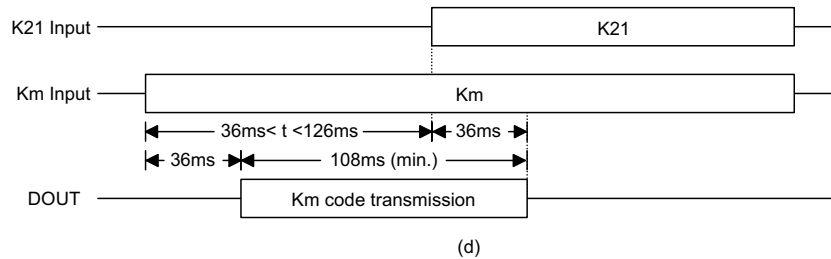 K21 Input
K21
Km Input
Km
36ms< t <126ms
36ms
36ms
108ms (min.)
DOUT
Km code transmission
(d)